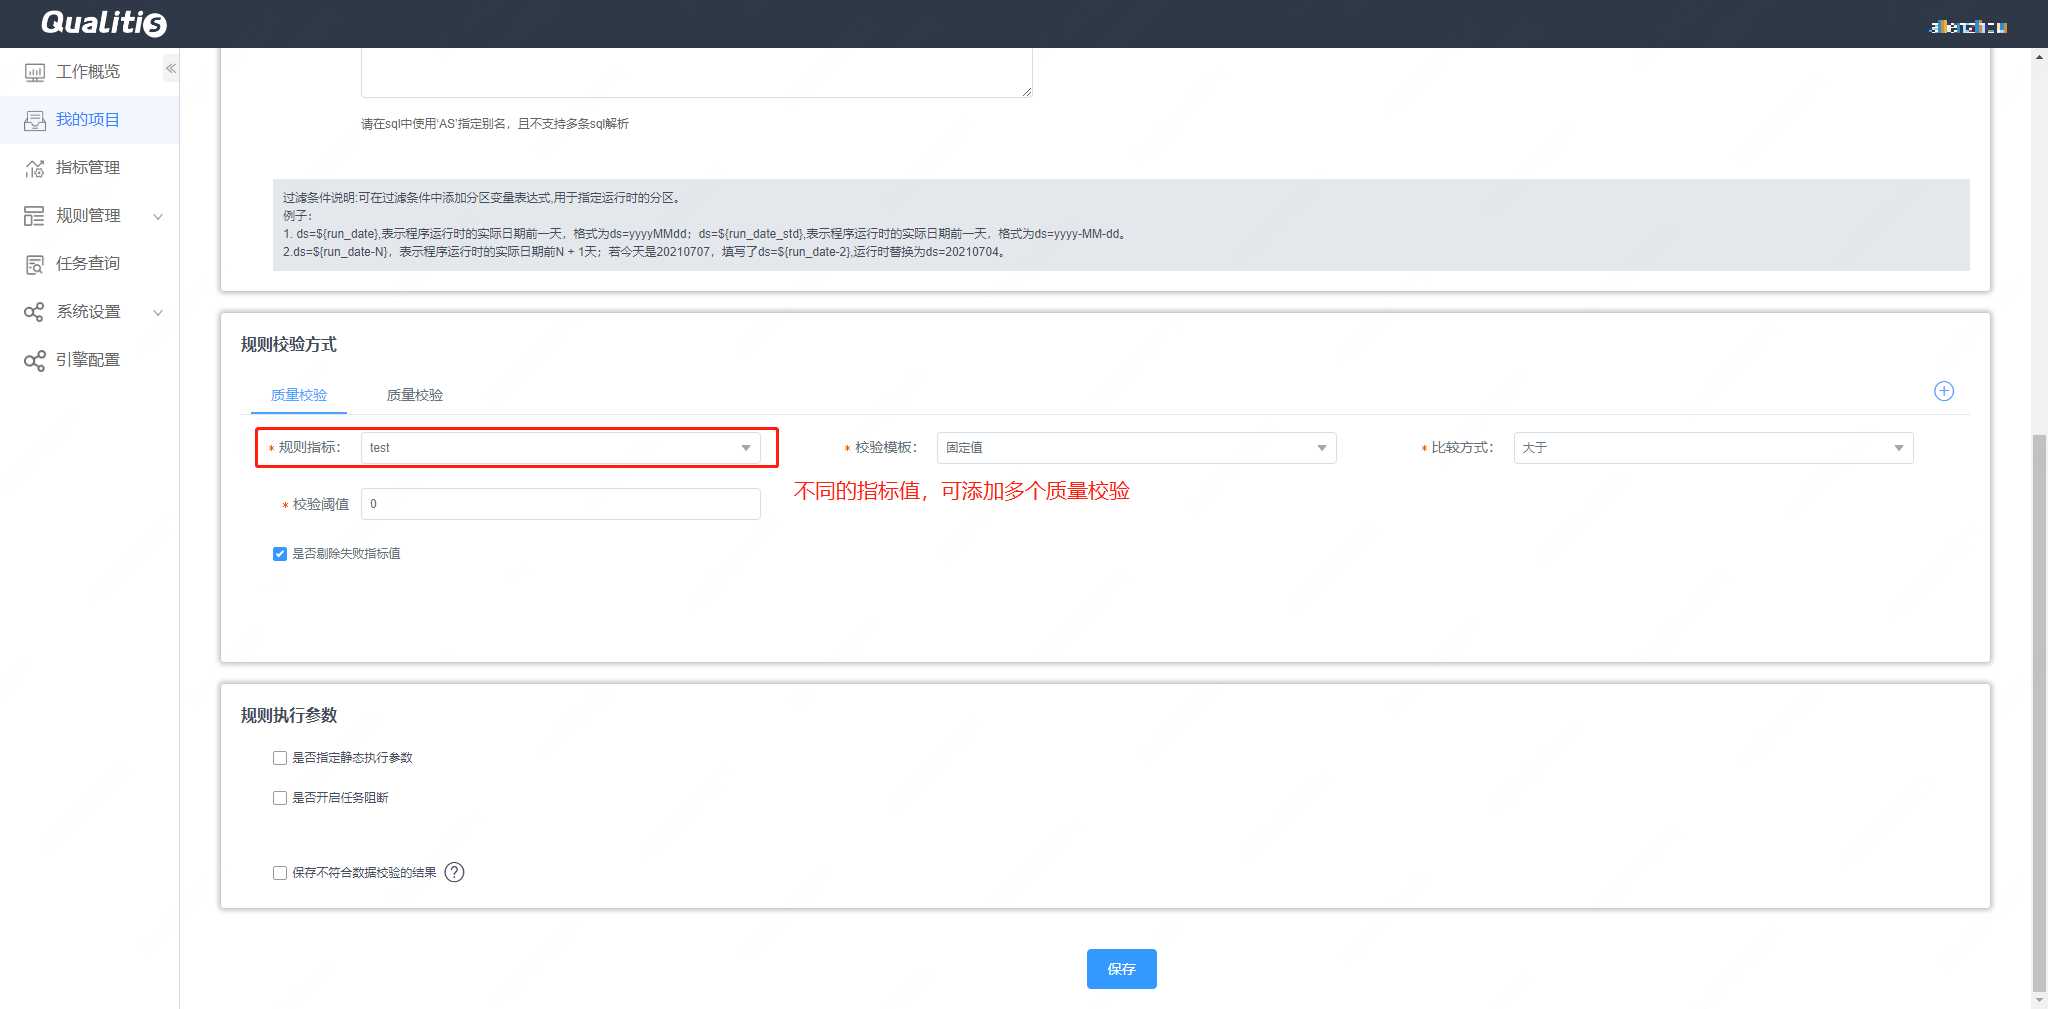 Qualitis
工作概览
我的项目
指标管理
规则管理
任务查询
系统设置
引擎配置
请在sql中使用'AS'指定别名，且不支持多条sql解析
过滤条件说明:可在过滤条件中添加分区变量表达式,用于指定运行时的分区。
例子：
1. ds=${run_date},表示程序运行时的实际日期前一天，格式为ds=yyyyMMdd；ds=${run_date_std},表示程序运行时的实际日期前一天，格式为ds=yyyy-MM-dd。
2.ds=${run_date-N}，表示程序运行时的实际日期前N + 1天；若今天是20210707，填写了ds=${run_date-2},运行时替换为ds=20210704。
规则校验方式
质量校验 质量校验
* 规则指标： test * 校验模板： 固定值 * 比较方式： 大于
不同的指标值，可添加多个质量校验
* 校验阈值 0
是否剔除失败指标值
规则执行参数
是否指定静态执行参数
是否开启任务阻断
保存不符合数据校验的结果 ?
保存